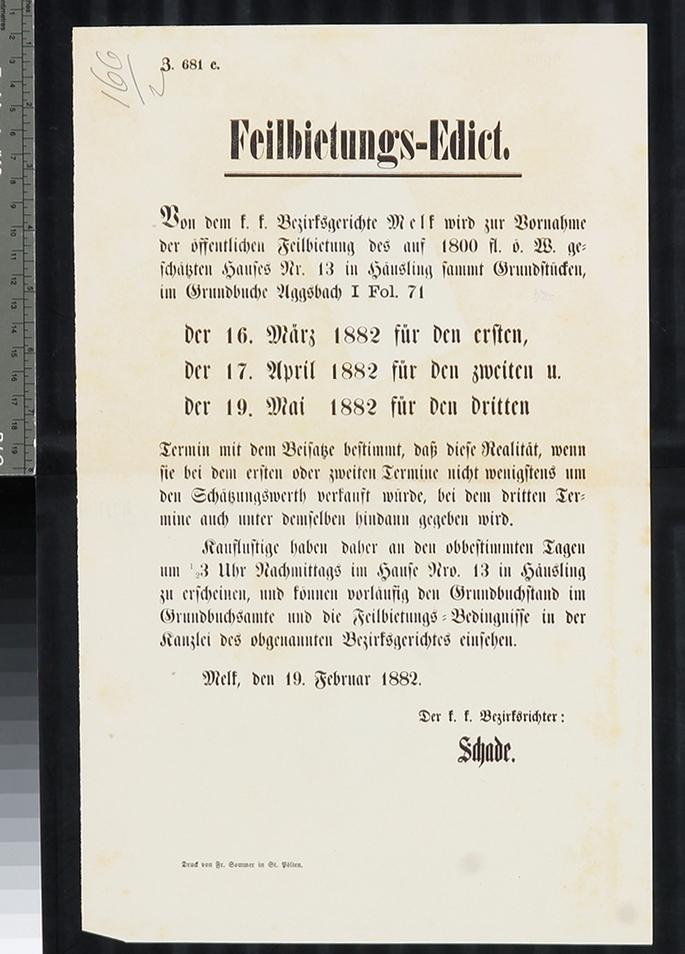 166/2
Z. 681 c.
Feilbietungs-Edict.
Von dem k. k. Bezirksgerichte Melk wird zur Vornahme
der öffentlichen Feilbietung des auf 1800 fl. ö. W. ge-
schätzten Hauses Nr. 13 in Häusling sammt Grundstücken,
im Grundbuche Aggsbach I Fol. 71
der 16. März 1882 für den ersten,
der 17. April 1882 für den zweiten u.
der 19. Mai 1882 für den dritten
Termin mit dem Beisatze bestimmt, daß diese Realität, wenn
sie bei dem ersten oder zweiten Termine nicht wenigstens um
den Schätzungswerth verkauft würde, bei dem dritten Ter-
mine auch unter demselben hindann gegeben wird.
Kauflustige haben daher an den obbestimmten Tagen
um ½3 Uhr Nachmittags im Hause Nro. 13 in Häusling
zu erscheinen, und können vorläufig den Grundbuchstand im
Grundbuchsamte und die Feilbietungs-Bedingnisse in der
Kanzlei des obgenannten Bezirksgerichtes einsehen.
Melk, den 19. Februar 1882.
Der k. k. Bezirksrichter:
Schade.
Druck von Fr. Sommer in St. Pölten.